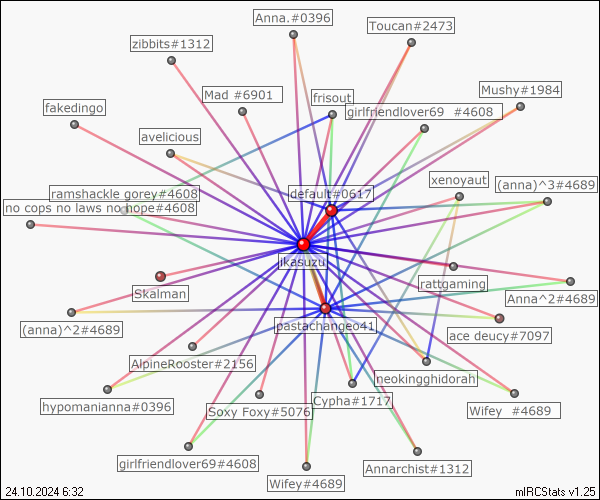 Anna.#0396
Toucan#2473
zibbits#1312
Mushy#1984
Mad #6901
frisout
girlfriendlover69 #4608
fakedingo
avelicious
xenoyaut
(anna)^3#4689
ramshackle gorey#4608
default#0617
no cops no laws no hope#4608
jikasuzu
rattgaming
Skalman
Anna^2#4689
(anna)^2#4689
pastachangeo41
ace deucy#7097
AlpineRooster#2156
neokingghidorah
hypomanianna#0396
Soxy Foxy#5076
Cypha#1717
Wifey #4689
girlfriendlover69#4608
Annarchist#1312
Wifey#4689
24.10.2024 6:32
mIRCStats v1.25